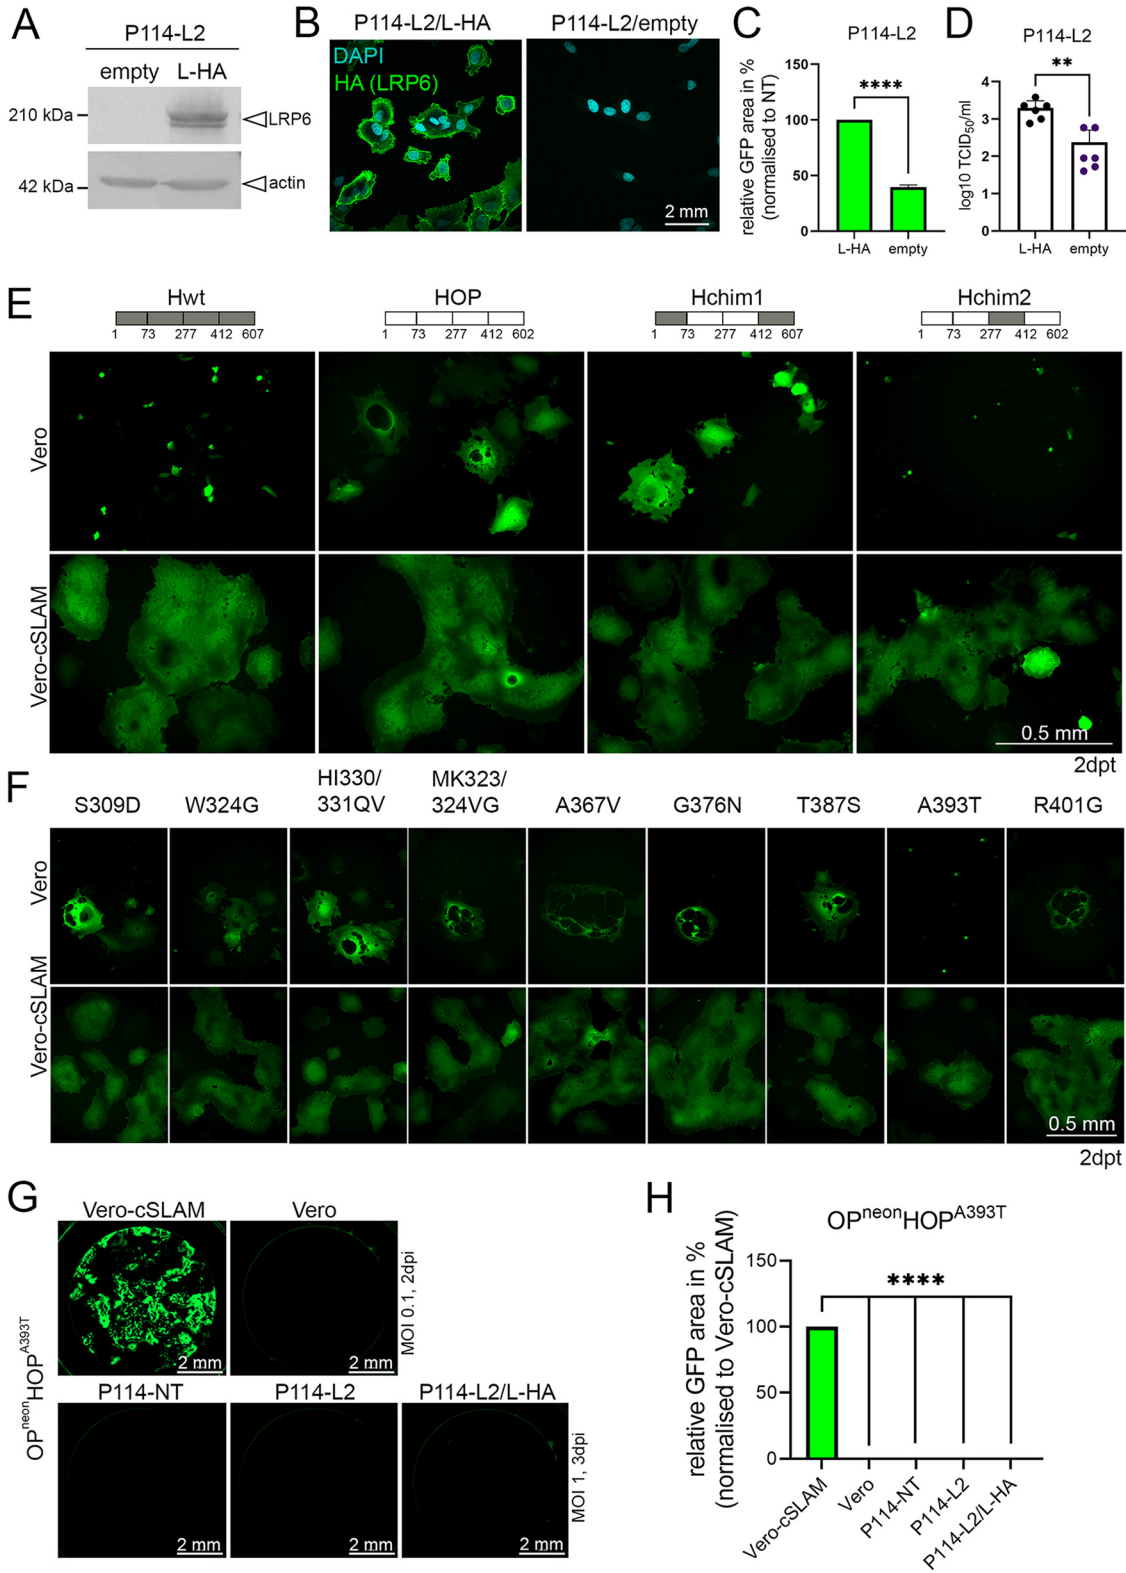 A
P114-L2
empty L-HA
210 kDa
LRP6
42 kDa
actin
B
P114-L2/L-HA
P114-L2/empty
DAPI
HA (LRP6)
2 mm
C
P114-L2
relative GFP area in %
(normalised to NT)
150
100
50
0
****
L-HA empty
D
P114-L2
log10 TCID50/ml
4
3
2
1
0
**
L-HA empty
E
Hwt HOP Hchim1 Hchim2
1 73 277 412 607
1 73 277 412 602
1 73 277 412 607
1 73 277 412 602
Vero
Vero-cSLAM
0.5 mm
2dpt
F
S309D
W324G
HI330/
331QV
MK323/
324VG
A367V
G376N
T387S
A393T
R401G
Vero
Vero-cSLAM
0.5 mm
2dpt
G
OPneonHOPA393T
Vero-cSLAM
Vero
2 mm
2 mm
MOI 0.1, 2dpi
P114-NT
P114-L2
P114-L2/L-HA
2 mm
2 mm
2 mm
MOI 1, 3dpi
H
OPneonHOPA393T
relative GFP area in %
(normalised to Vero-cSLAM)
150
100
50
0
****
Vero-cSLAM
Vero
P114-NT
P114-L2
P114-L2/L-HA